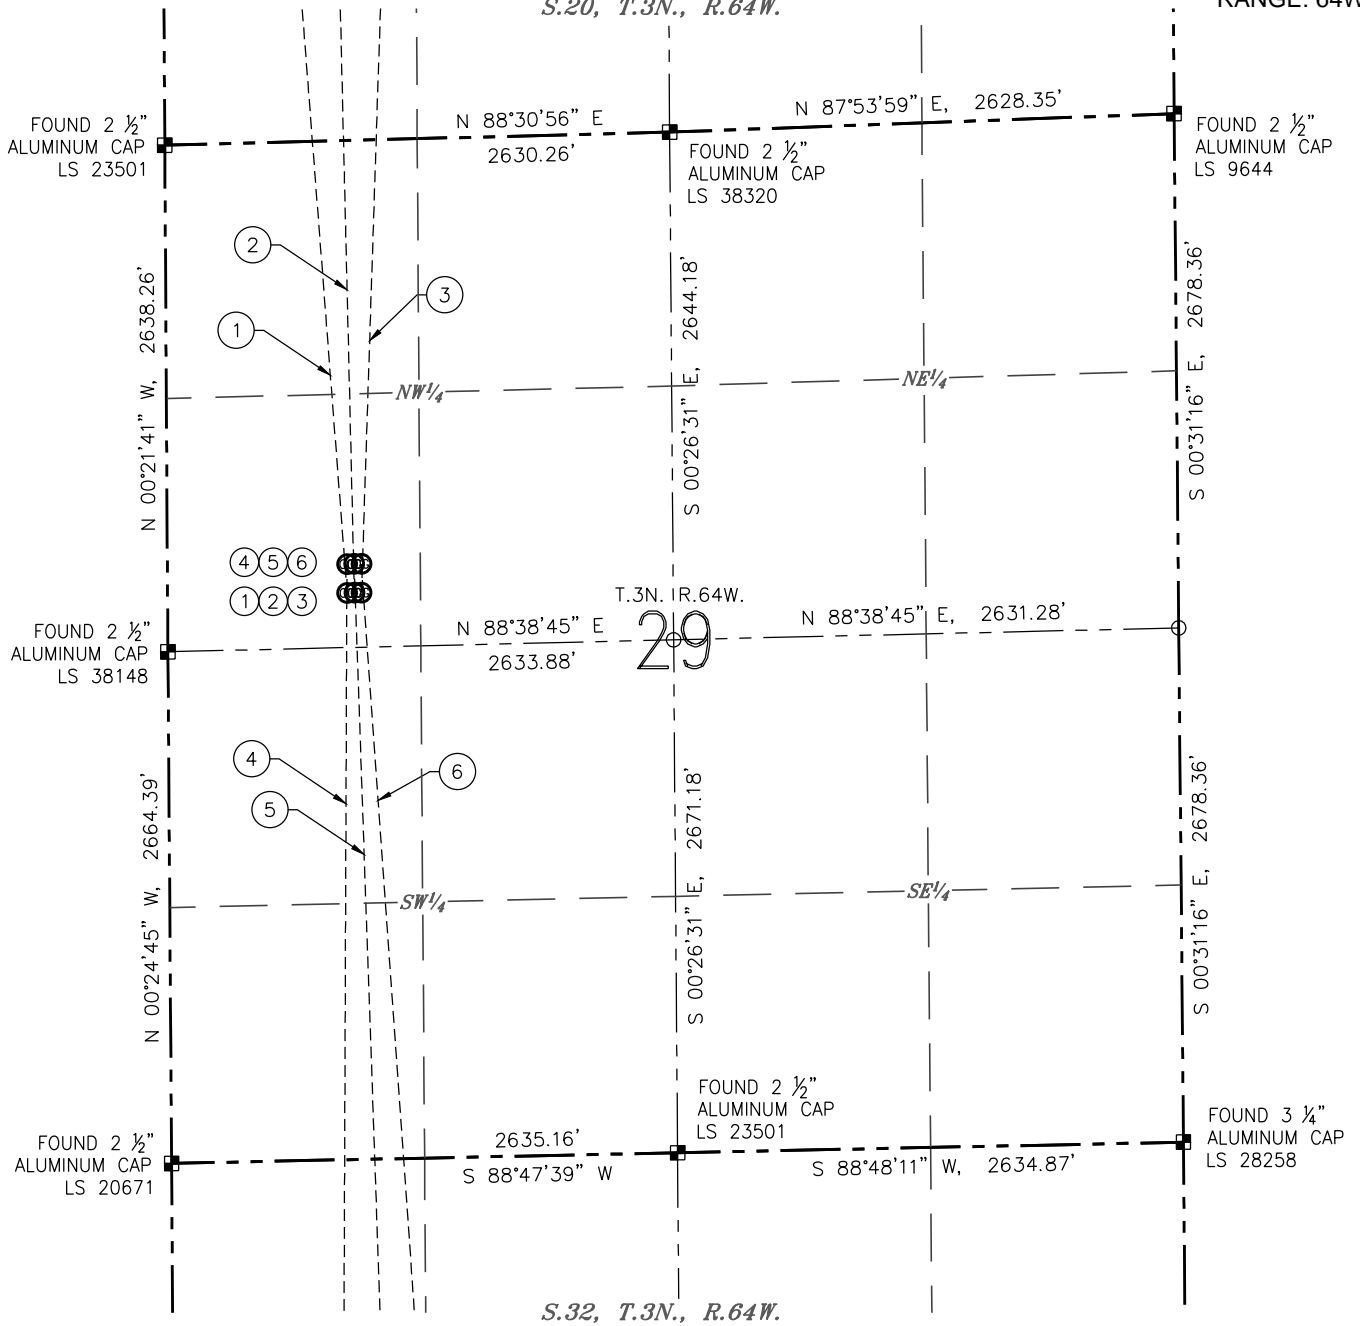 S.20, T.3N., R.64W.
RANGE: 64W
N 88°30'56" E
2630.26'
N 87°53'59" E, 2628.35'
FOUND 2 ½"
ALUMINUM CAP
LS 23501
FOUND 2 ½"
ALUMINUM CAP
LS 38320
FOUND 2 ½"
ALUMINUM CAP
LS 9644
2
3
1
N 00°21'41" W, 2638.26'
S 00°26'31" E, 2644.18'
S 00°31'16" E, 2678.36'
NW¼
NE¼
4 5 6
1 2 3
T.3N. R.64W.
29
FOUND 2 ½"
ALUMINUM CAP
LS 38148
N 88°38'45" E
2633.88'
N 88°38'45" E, 2631.28'
4
6
5
N 00°24'45" W, 2664.39'
S 00°26'31" E, 2671.18'
S 00°31'16" E, 2678.36'
SW¼
SE¼
FOUND 2 ½"
ALUMINUM CAP
LS 20671
2635.16'
S 88°47'39" W
FOUND 2 ½"
ALUMINUM CAP
LS 23501
S 88°48'11" W, 2634.87'
FOUND 3 ¼"
ALUMINUM CAP
LS 28258
S.32, T.3N., R.64W.